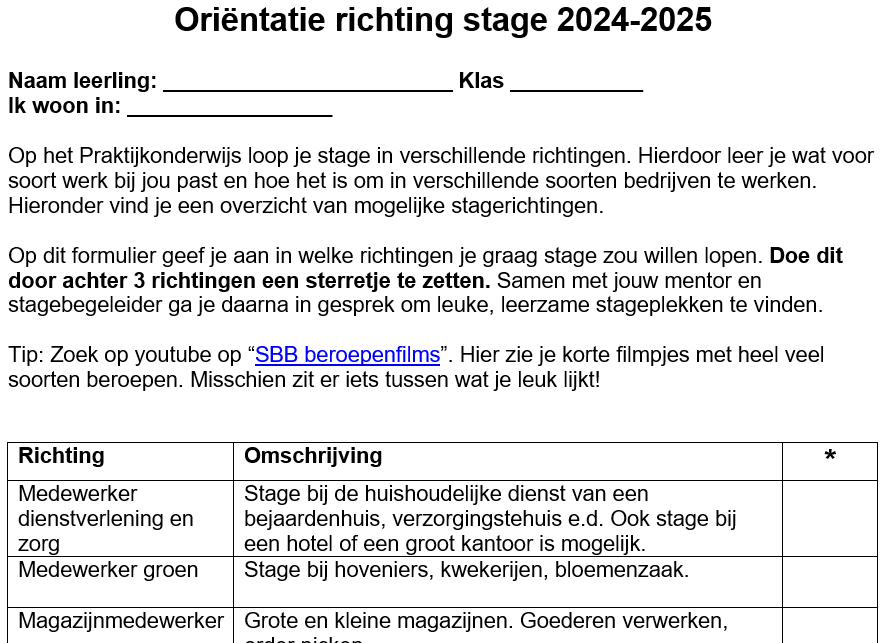 Oriëntatie richting stage 2024-2025
Naam leerling: ________________________ Klas ___________
Ik woon in: _________________
Op het Praktijkonderwijs loop je stage in verschillende richtingen. Hierdoor leer je wat voor
soort werk bij jou past en hoe het is om in verschillende soorten bedrijven te werken.
Hieronder vind je een overzicht van mogelijke stagerichtingen.
Op dit formulier geef je aan in welke richtingen je graag stage zou willen lopen. Doe dit
door achter 3 richtingen een sterretje te zetten. Samen met jouw mentor en
stagebegeleider ga je daarna in gesprek om leuke, leerzame stageplekken te vinden.
Tip: Zoek op youtube op “SBB beroepenfilms”. Hier zie je korte filmpjes met heel veel
soorten beroepen. Misschien zit er iets tussen wat je leuk lijkt!
Richting Omschrijving *
Medewerker
dienstverlening en
zorg
Stage bij de huishoudelijke dienst van een
bejaardenhuis, verzorgingstehuis e.d. Ook stage bij
een hotel of een groot kantoor is mogelijk.
Medewerker groen
Stage bij hoveniers, kwekerijen, bloemenzaak.
Magazijnmedewerker
Grote en kleine magazijnen. Goederen verwerken,